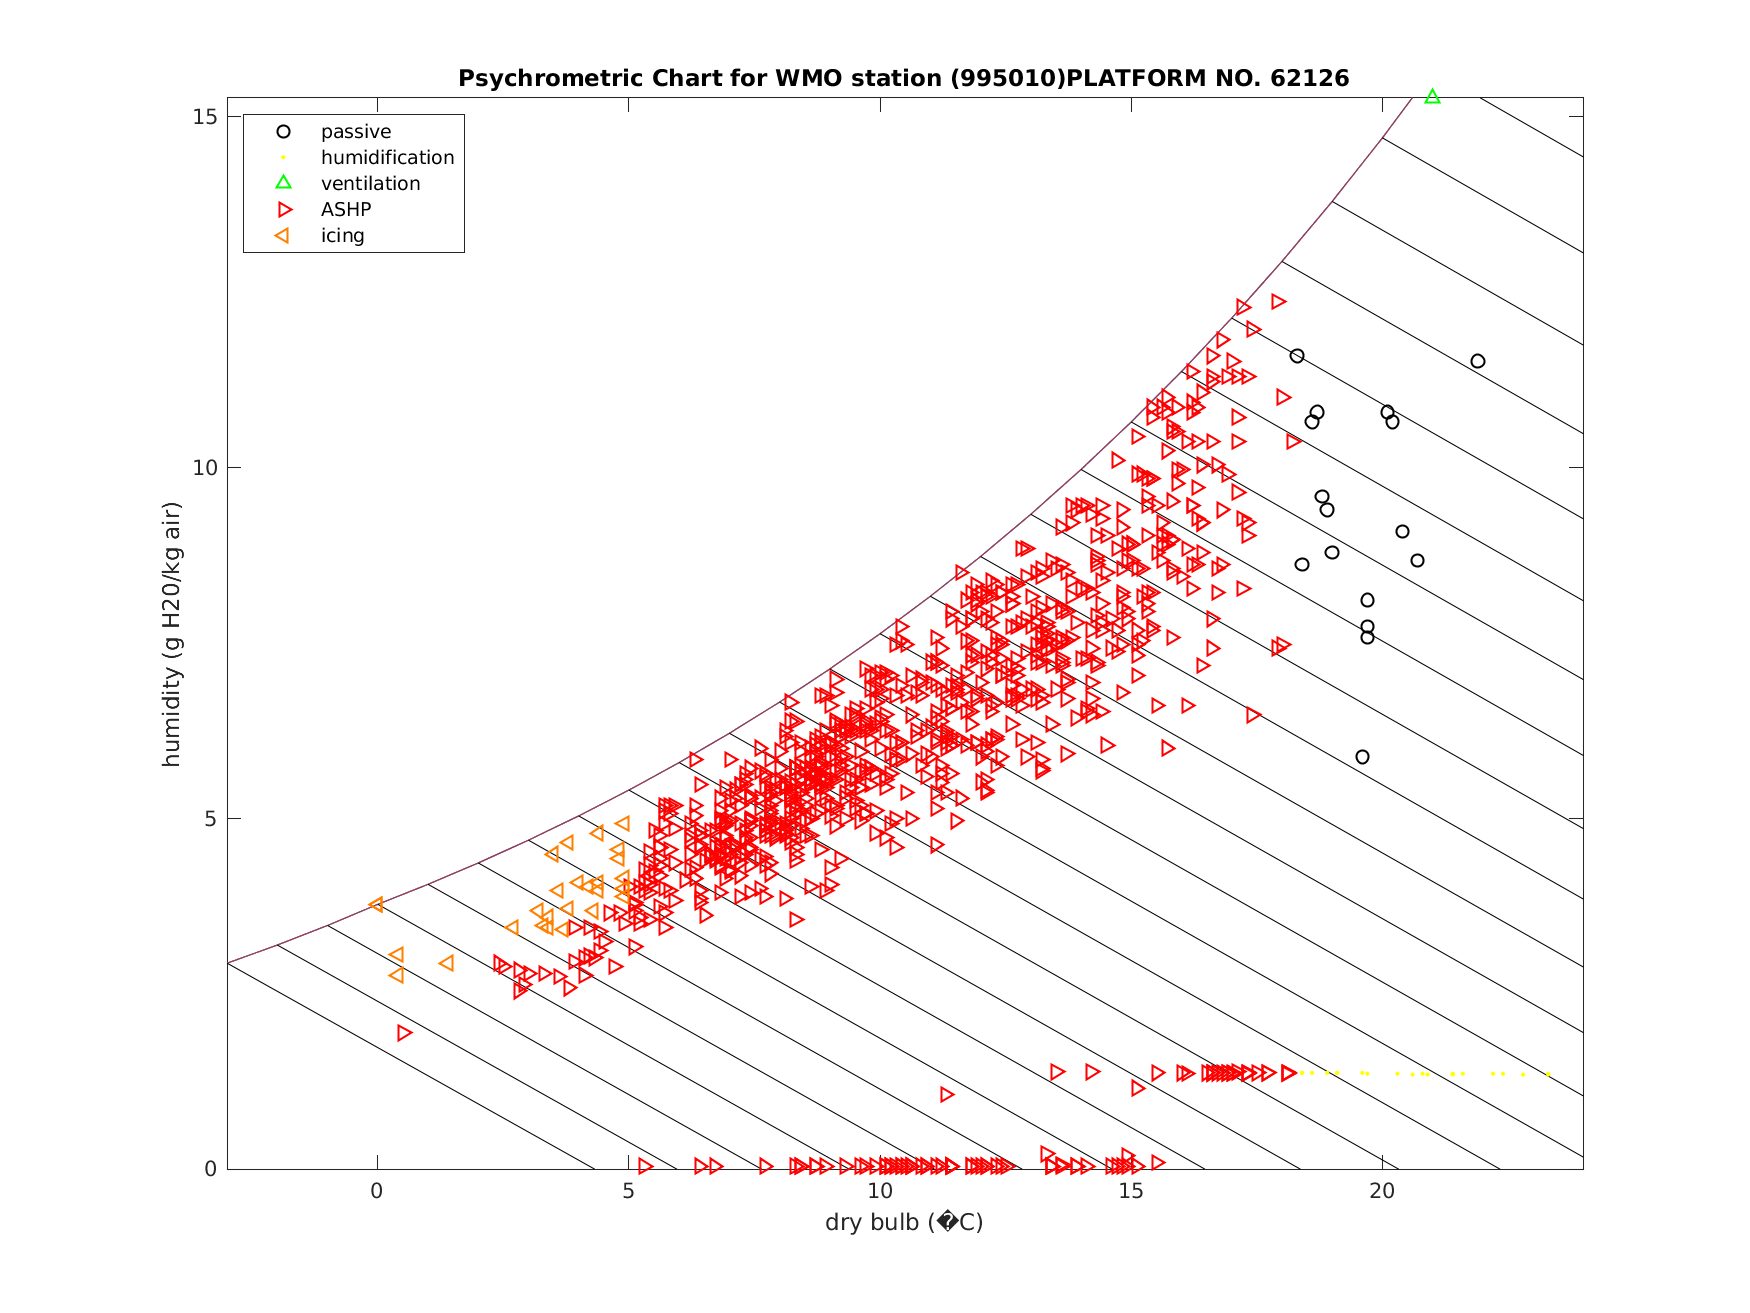 Psychrometric Chart for WMO station (995010)PLATFORM NO. 62126
passive
humidification
ventilation
ASHP
icing
15
10
5
0
humidity (g H20/kg air)
0 5 10 15 20
dry bulb (�C)